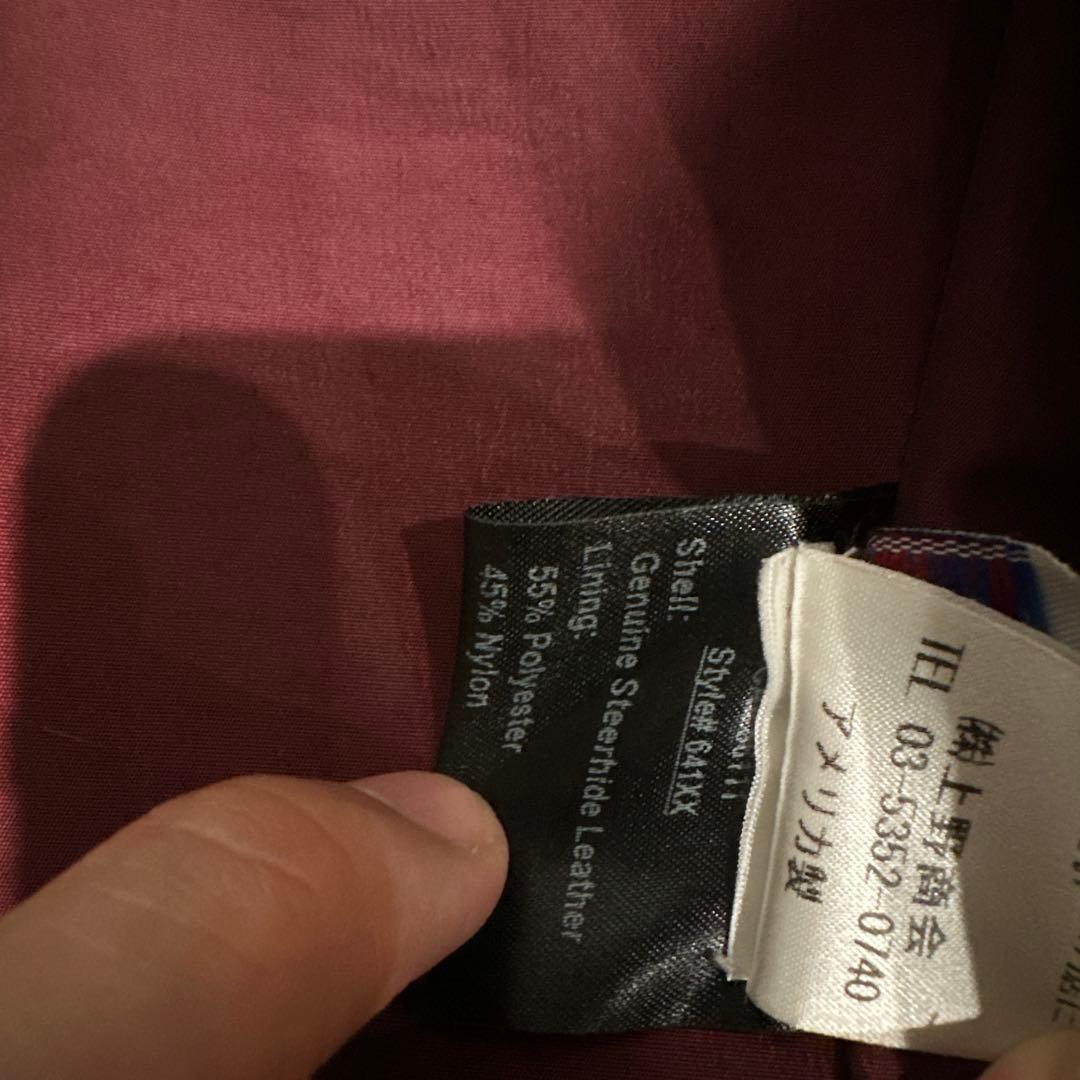 Style# 641XX
Shell:
Genuine Steerhide Leather
Lining:
55% Polyester
45% Nylon
㈱上野商会
TEL 03-5352-0740
アメリカ製